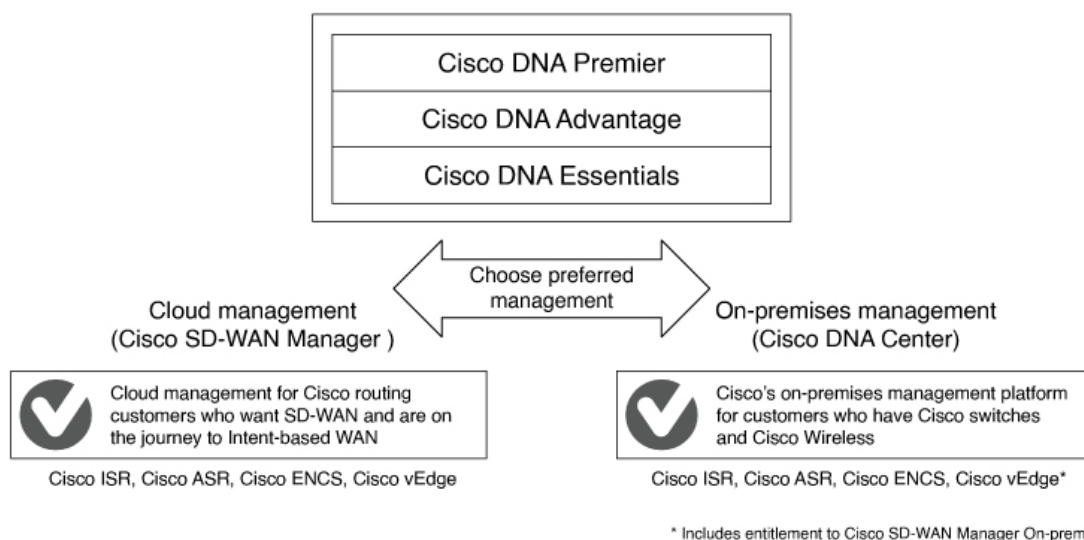 Cisco DNA Premier
Cisco DNA Advantage
Cisco DNA Essentials
Choose preferred
management
Cloud management
(Cisco SD-WAN Manager )
Cloud management for Cisco routing
customers who want SD-WAN and are on
the journey to Intent-based WAN
Cisco ISR, Cisco ASR, Cisco ENCS, Cisco vEdge
On-premises management
(Cisco DNA Center)
Cisco's on-premises management platform
for customers who have Cisco switches
and Cisco Wireless
Cisco ISR, Cisco ASR, Cisco ENCS, Cisco vEdge*
* Includes entitlement to Cisco SD-WAN Manager On-prem